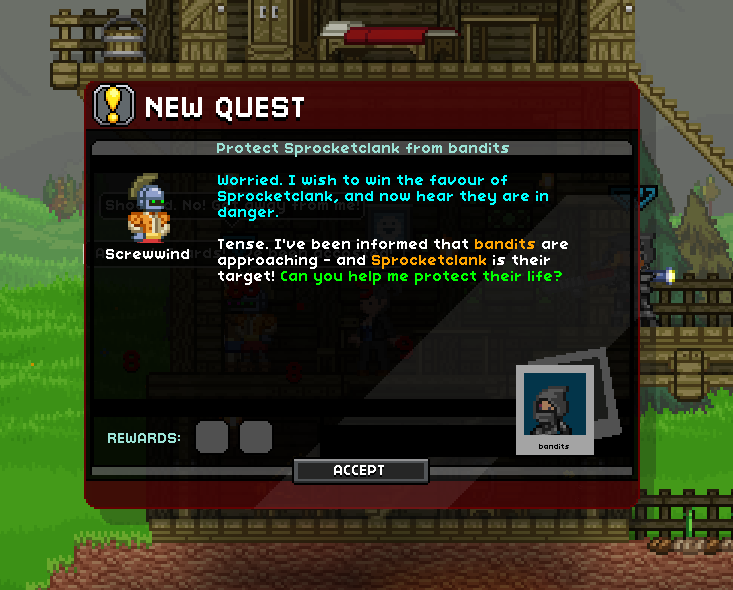 NEW QUEST
Protect Sprocketclank from bandits
Worried. I wish to win the favour of
Sprocketclank, and now hear they are in
danger.
Tense. I've been informed that bandits are
approaching - and Sprocketclank is their
target! Can you help me protect their life?
Screwwind
bandits
REWARDS:
ACCEPT